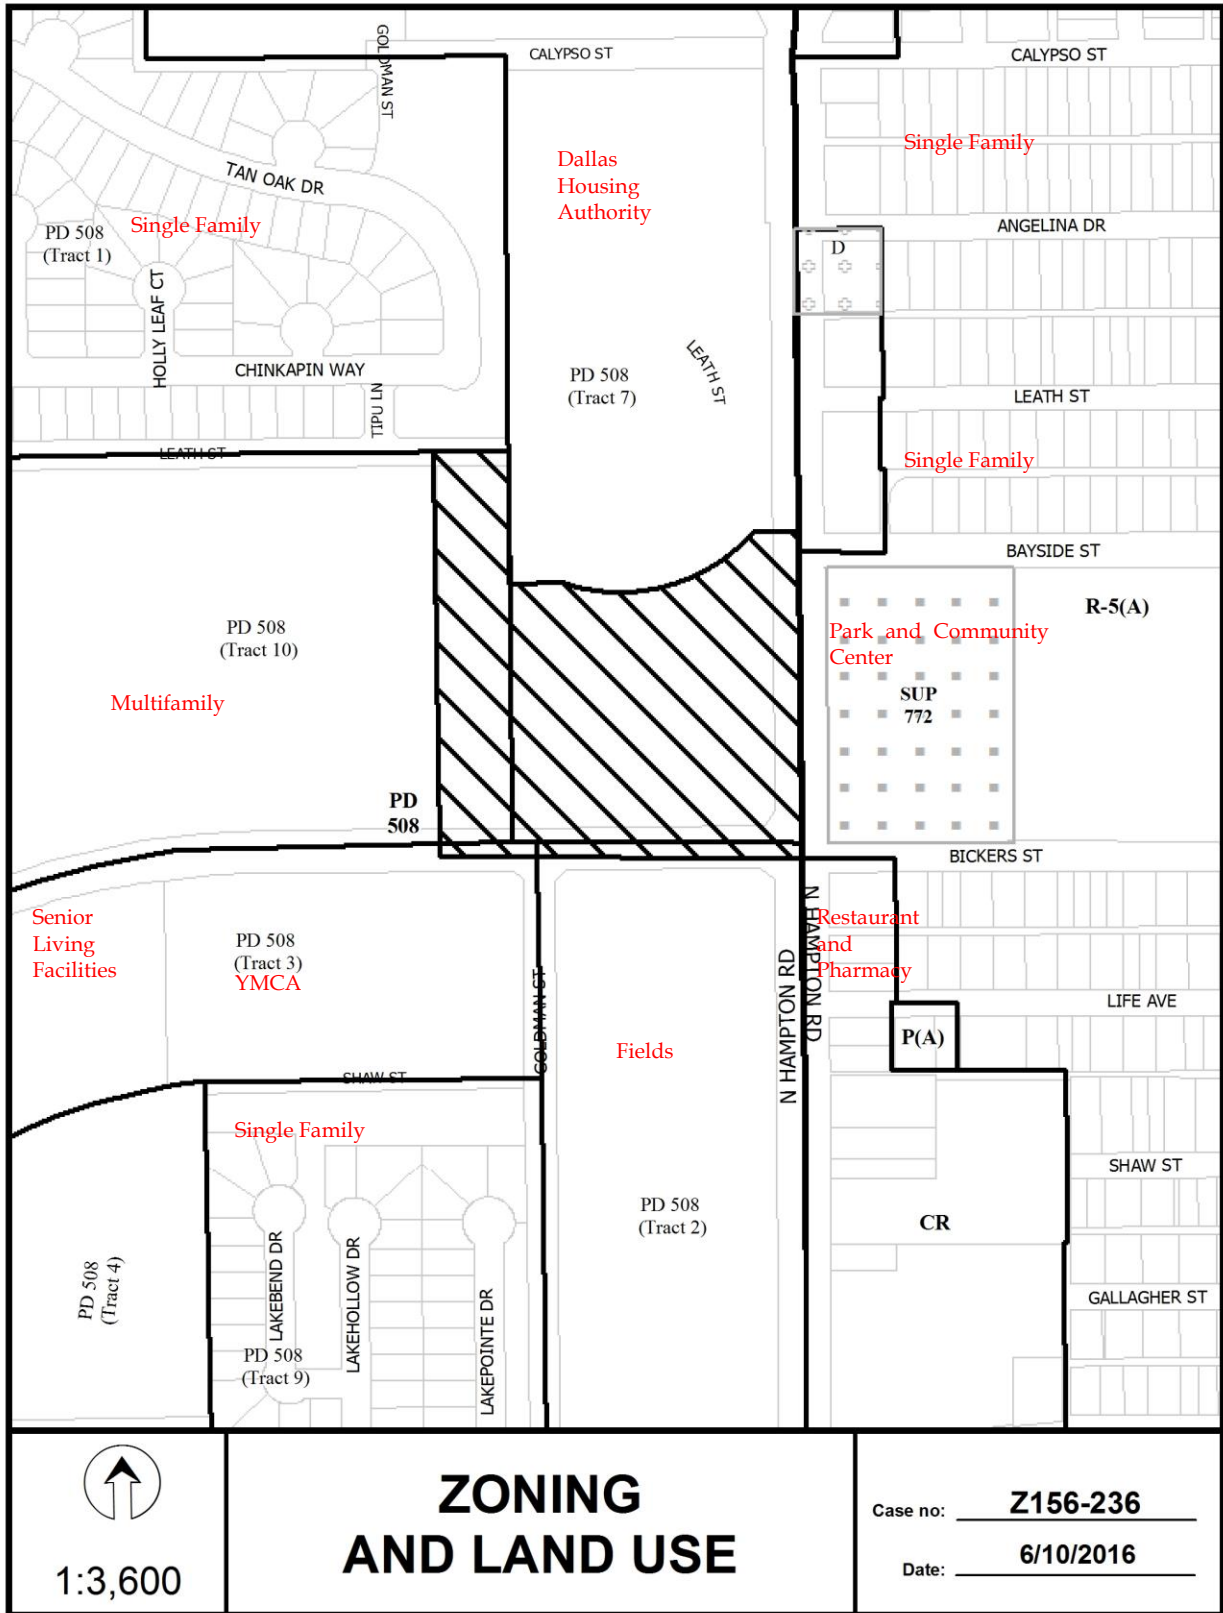 GOLDMAN ST
CALYPSO ST
CALYPSO ST
Single Family
Dallas
Housing
Authority
TAN OAK DR
Single Family
PD 508
(Tract 1)
ANGELINA DR
D
HOLLY LEAF CT
CHINKAPIN WAY
TIPU LN
LEATH ST
PD 508
(Tract 7)
LEATH ST
LEATH ST
Single Family
BAYSIDE ST
R-5(A)
PD 508
(Tract 10)
Park and Community
Center
SUP
772
Multifamily
PD
508
BICKERS ST
Senior
Living
Facilities
PD 508
(Tract 3)
YMCA
GOLDMAN ST
N HAMPTON RD
N HAMPTON RD
Restaurant
and
Pharmacy
LIFE AVE
P(A)
Fields
SHAW ST
Single Family
SHAW ST
PD 508
(Tract 2)
CR
PD 508
(Tract 4)
LAKEBEND DR
LAKEHOLLOW DR
LAKEPOINTE DR
GALLAGHER ST
PD 508
(Tract 9)
1:3,600
ZONING
AND LAND USE
Case no: Z156-236
Date: 6/10/2016